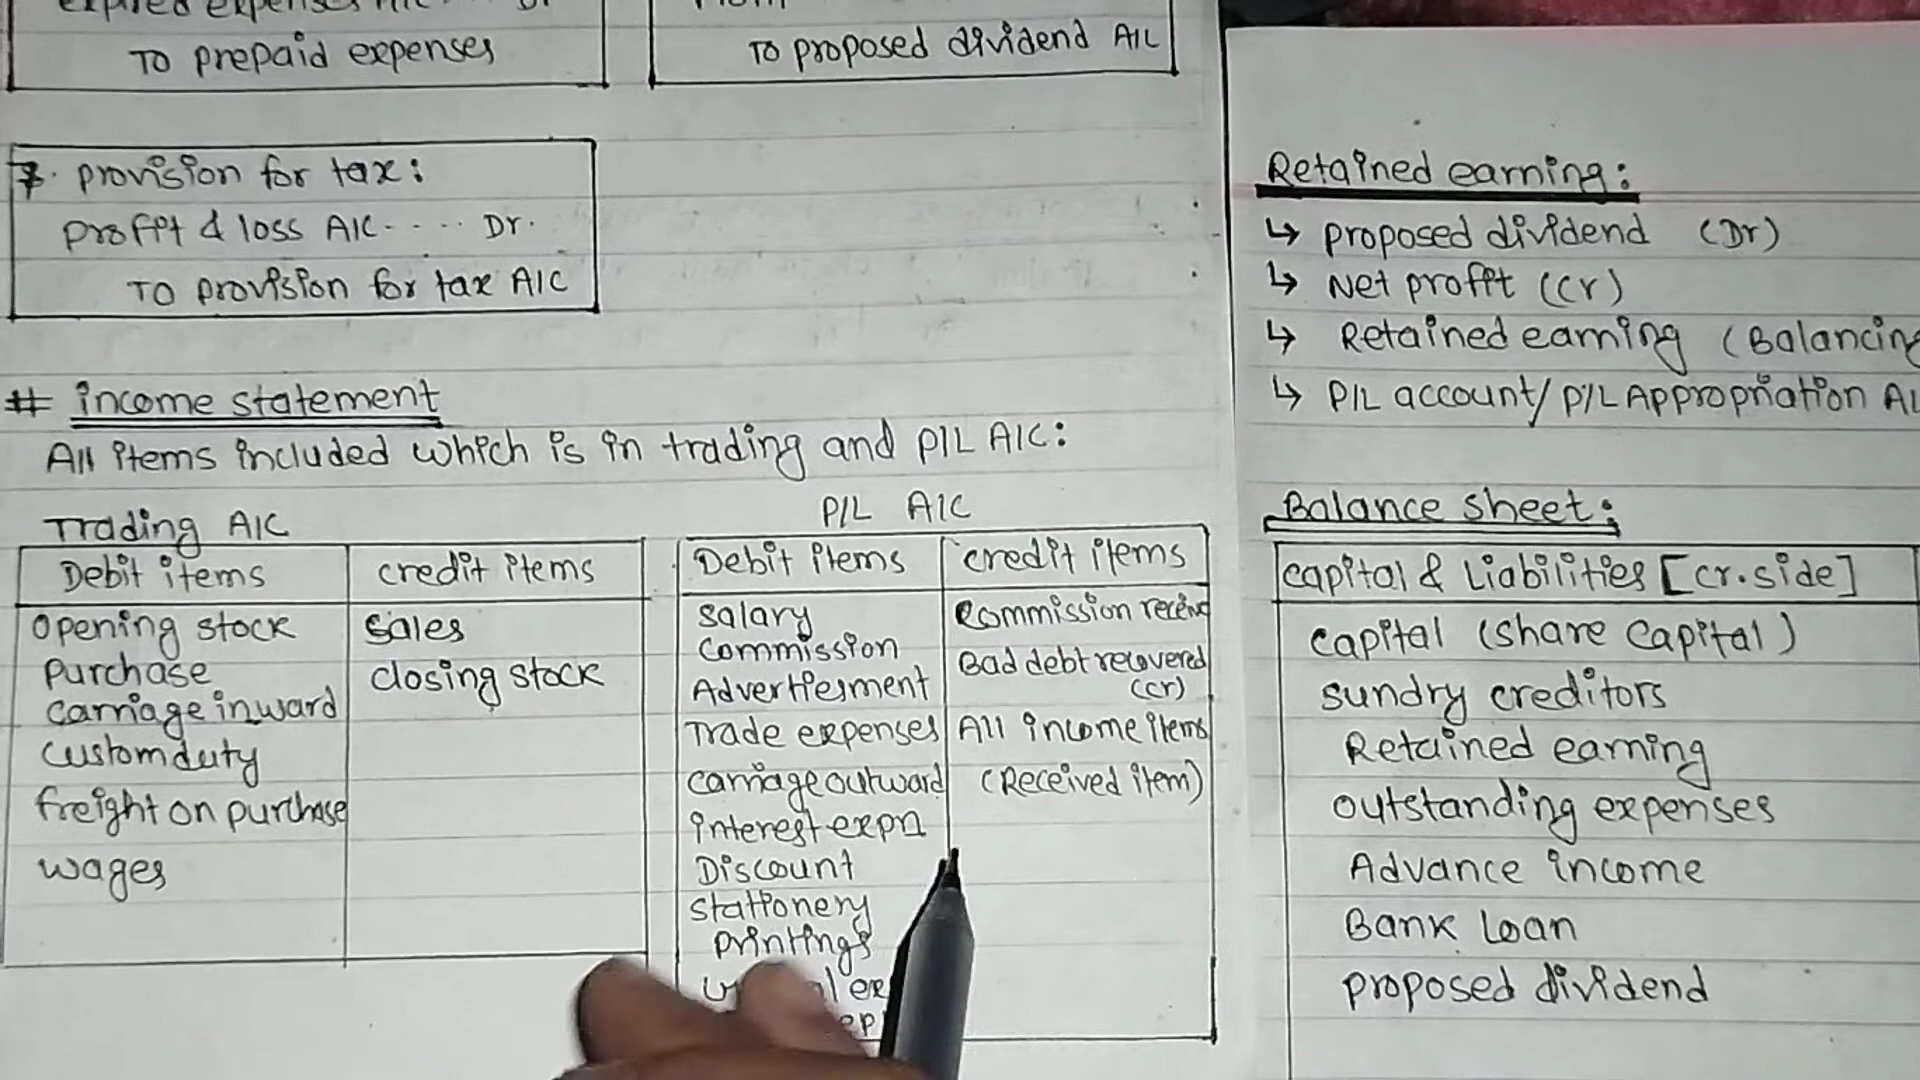 TO prepaid expenses
TO proposed dividend A/C
7. provision for tax:
profit & loss A/C..... Dr.
TO provision for tax A/C
# income statement
All items included which is in trading and P/L A/C:
Trading A/C
Debit items credit items
opening stock sales
purchase closing stock
carriage inward
custom duty
freight on purchase
wages
P/L A/C
Debit items credit items
salary commission
commission Bad debt recovered
Advertiesment (cr)
Trade expenses All income items
carriage outward (Received item)
interest expn
Discount
stationery
printings
Retained earning:
↳ proposed dividend (Dr)
↳ Net profit (cr)
↳ Retained earning (Balancing
↳ P/L account/P/L Appropriation
Balance sheet:
capital & Liabilities [cr.side]
capital (share capital)
sundry creditors
Retained earning
outstanding expenses
Advance income
Bank Loan
proposed dividend